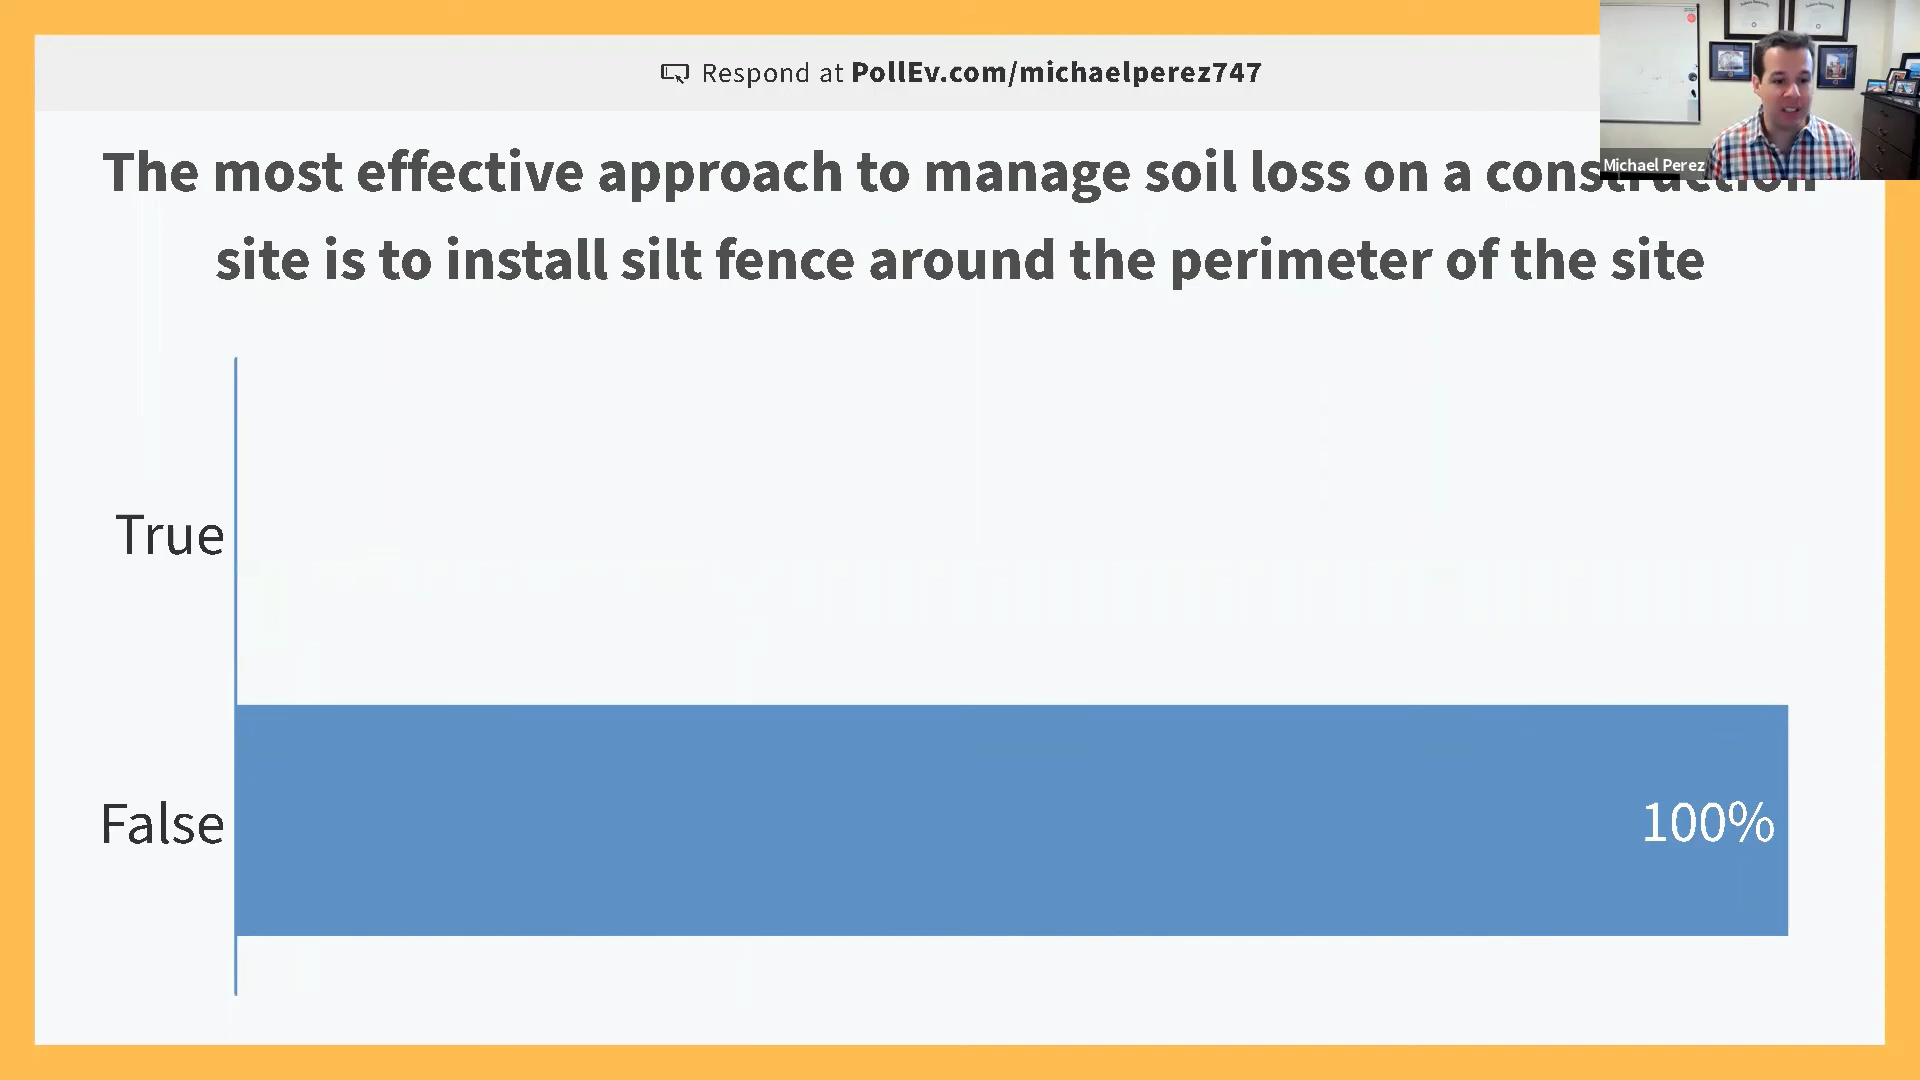 Respond at PollEv.com/michaelperez747
The most effective approach to manage soil loss on a construction
site is to install silt fence around the perimeter of the site
True
False
100%
Michael Perez